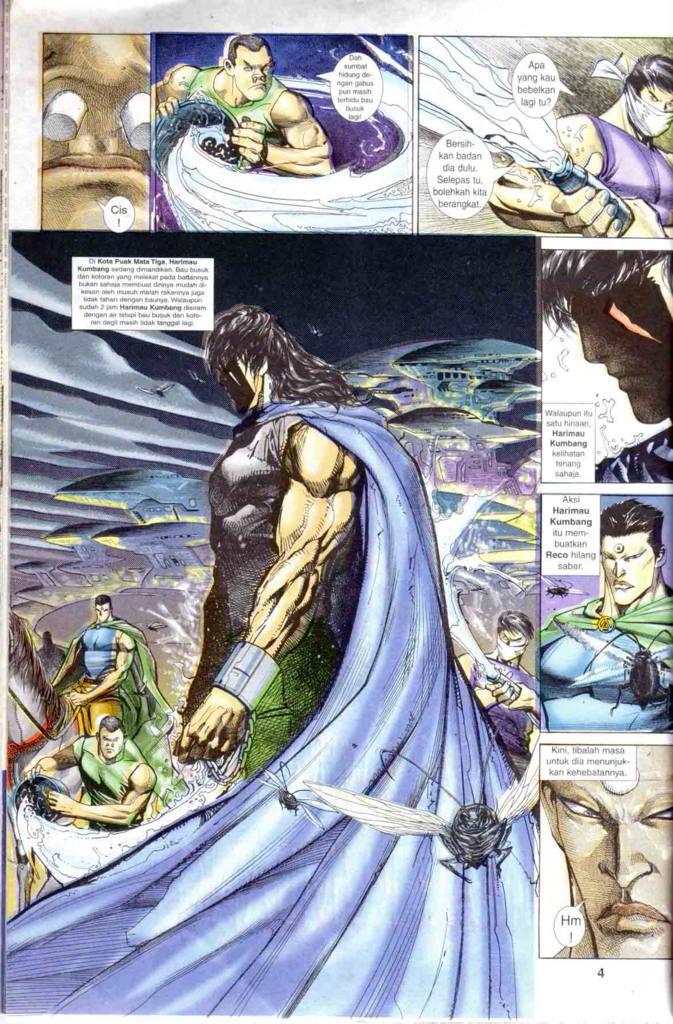 Cis
!
Dah
sumbat
hidung de-
ngan gabus
pun masih
terhidu bau
busuk
lagi!
Apa
yang kau
bebelkan
lagi tu?
Bersih-
kan badan
dia dulu.
Selepas tu,
bolehkah kita
berangkat.
Di Kota Puak Mata Tiga, Harimau
Kumbang sedang dimandikan. Bau busuk
dan kotoran yang melekat pada badannya
bukan sahaja membuat dirinya mudah di-
kesan oleh musuh malah rakannya juga
tidak tahan dengan baunya. Walaupun
sudah 2 jam Harimau Kumbang disiram
dengan air tetapi bau busuk dan koto-
ran degil masih tidak tanggal lagi.
Walaupun itu
satu hinaan,
Harimau
Kumbang
kelihatan
tenang
sahaja.
Aksi
Harimau
Kumbang
itu mem-
buatkan
Reco hilang
sabar.
Kini, tibalah masa
untuk dia menunjuk-
kan kehebatannya.
Hm
!
4